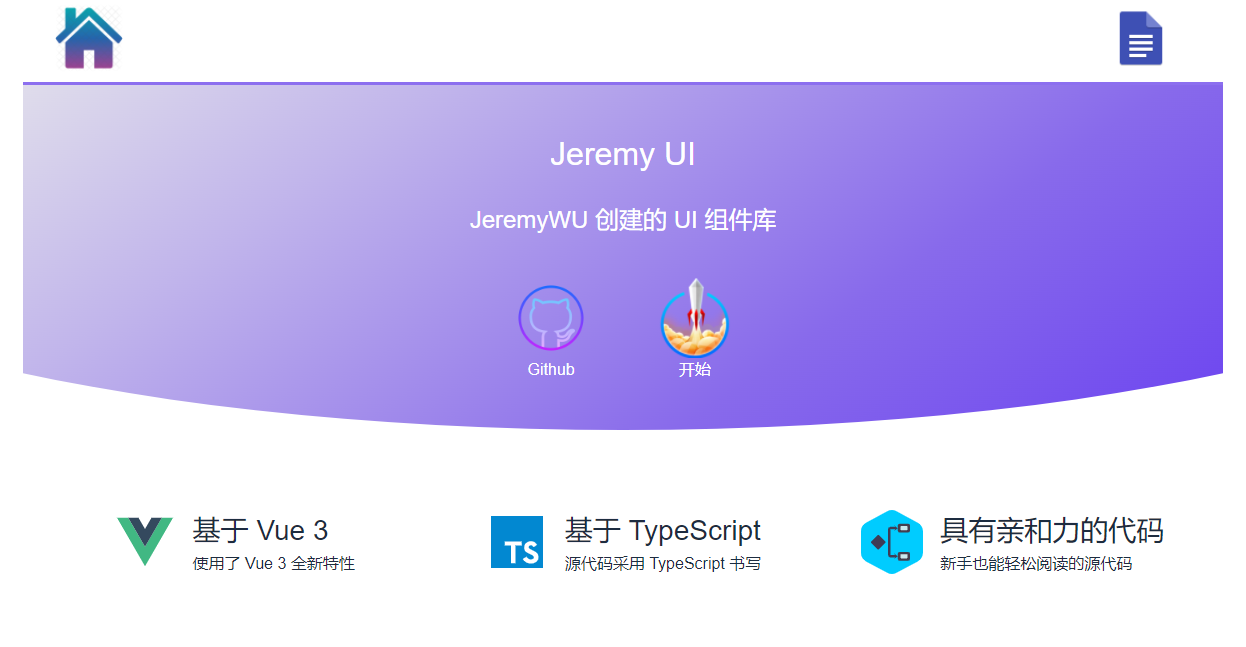 Jeremy UI
JeremyWU 创建的 UI 组件库
Github
开始
基于 Vue 3
使用了 Vue 3 全新特性
TS
基于 TypeScript
源代码采用 TypeScript 书写
具有亲和力的代码
新手也能轻松阅读的源代码